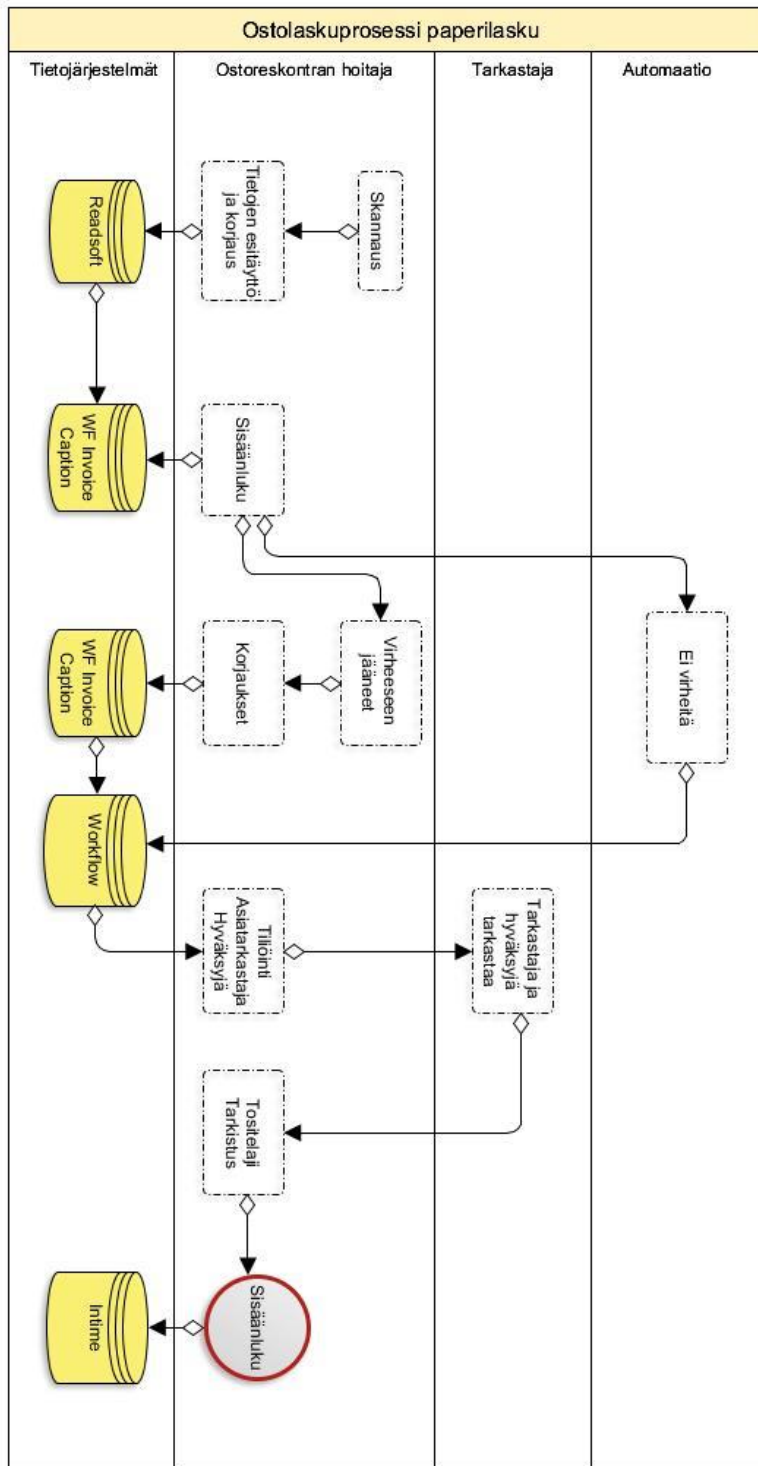 Ostolaskuprosessi paperilasku
Tietojärjestelmät
Ostoreskontran hoitaja
Tarkastaja
Automaatio
Skannaus
Tietojen esitäyttö
ja korjaus
Readsoft
WF Invoice
Caption
Sisäänluku
Ei virheitä
Virheeseen
jääneet
Korjaukset
WF Invoice
Caption
Workflow
Tiliöinti
Asiatarkastaja
Hyväksyjä
Tarkastaja ja
hyväksyjä
tarkastaa
Tositelaji
Tarkistus
Sisäänluku
Intime